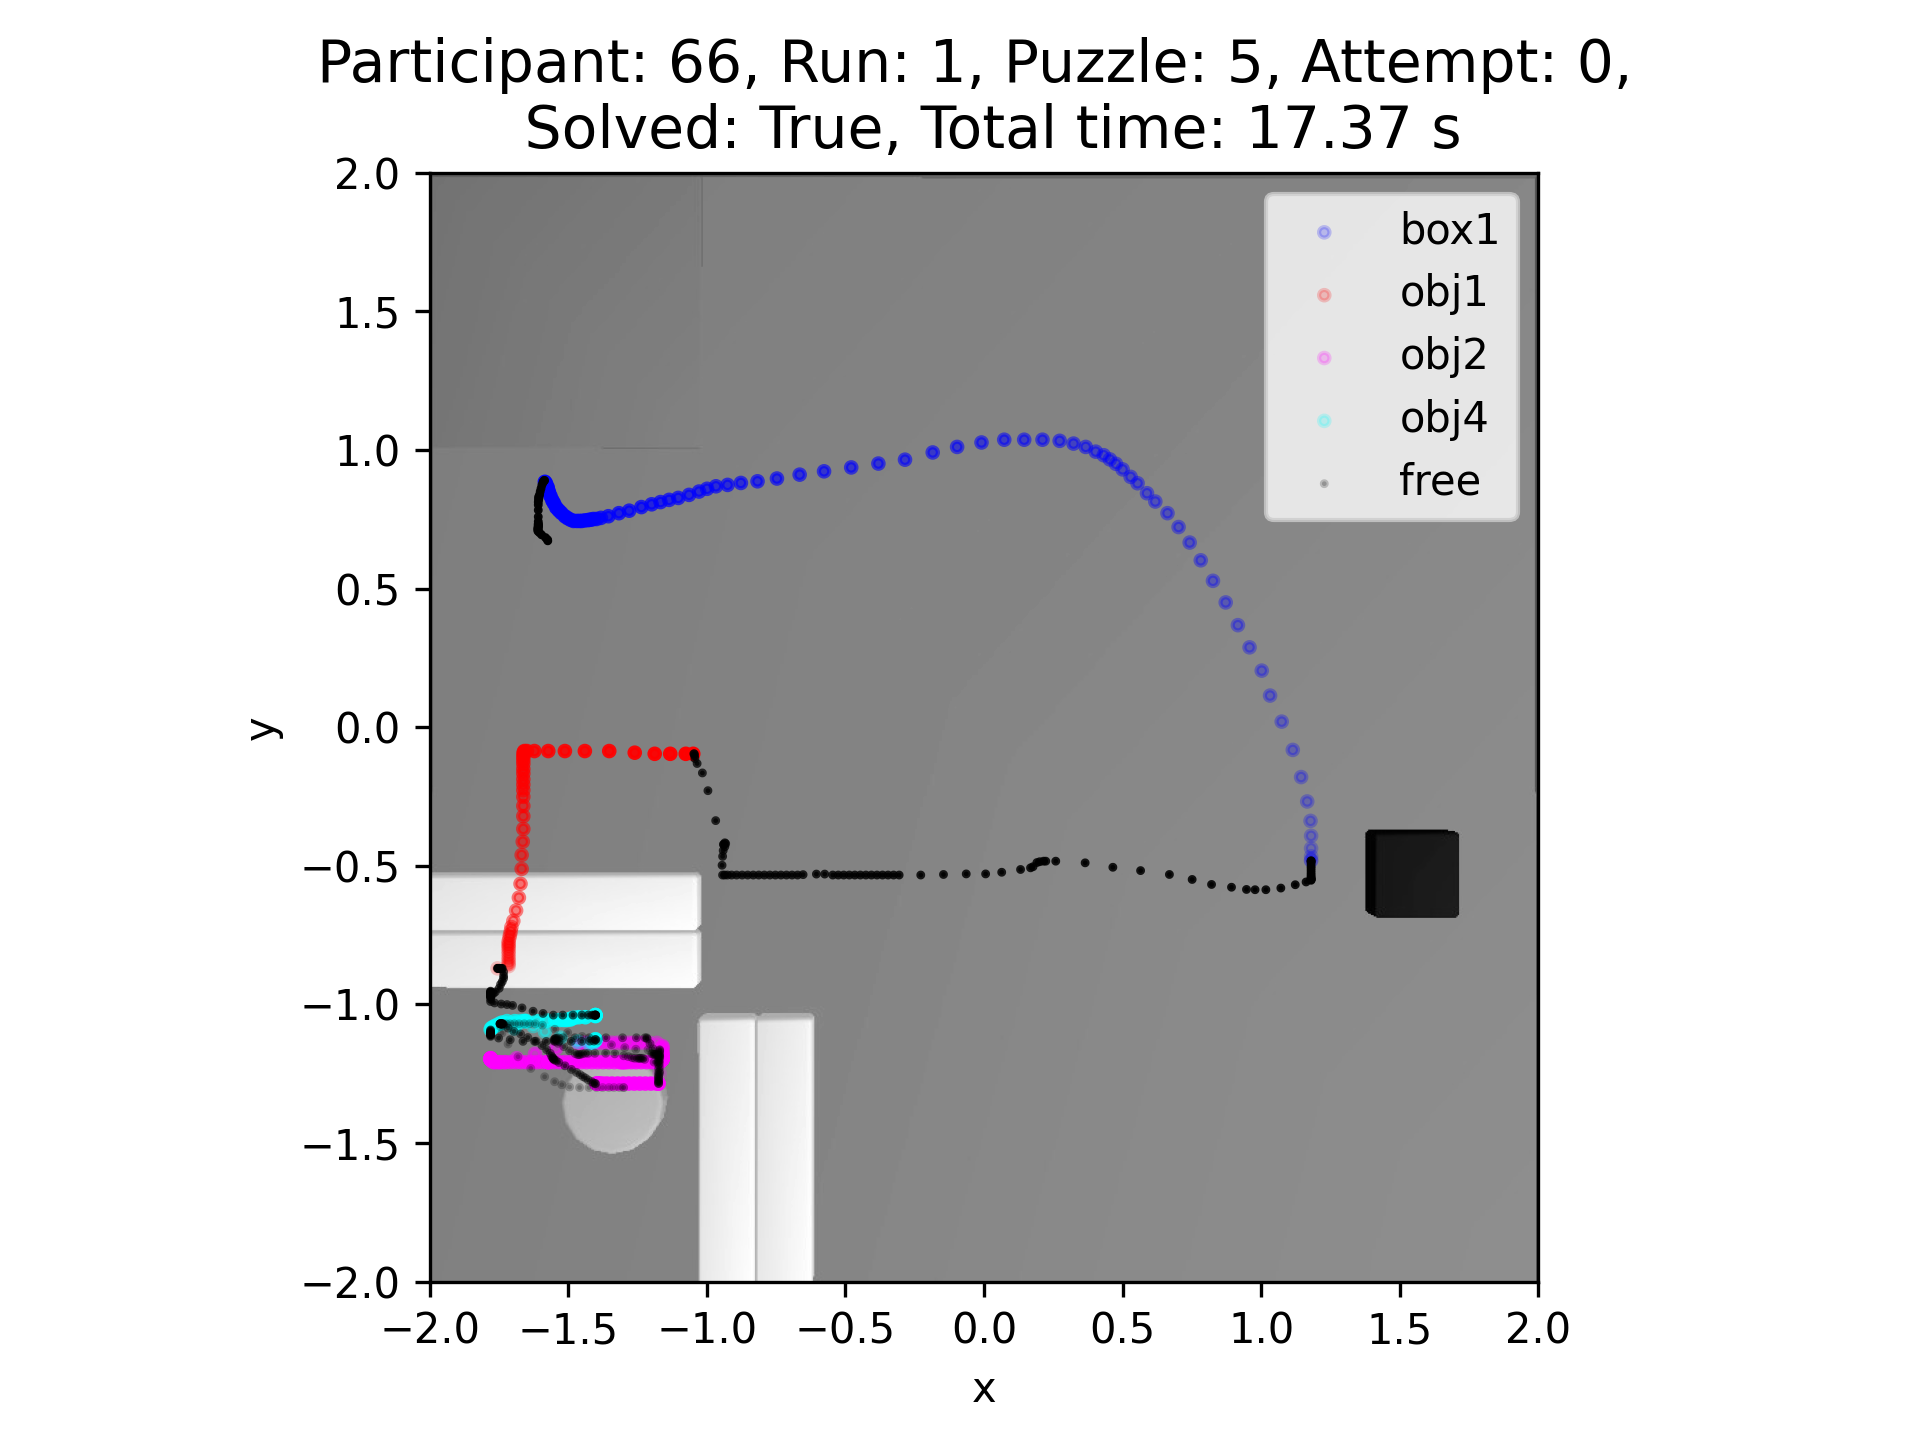 Participant: 66, Run: 1, Puzzle: 5, Attempt: 0,
Solved: True, Total time: 17.37 s
box1
obj1
obj2
obj4
free
2.0
1.5
1.0
0.5
0.0
−0.5
−1.0
−1.5
−2.0
y
−2.0 −1.5 −1.0 −0.5 0.0 0.5 1.0 1.5 2.0
x